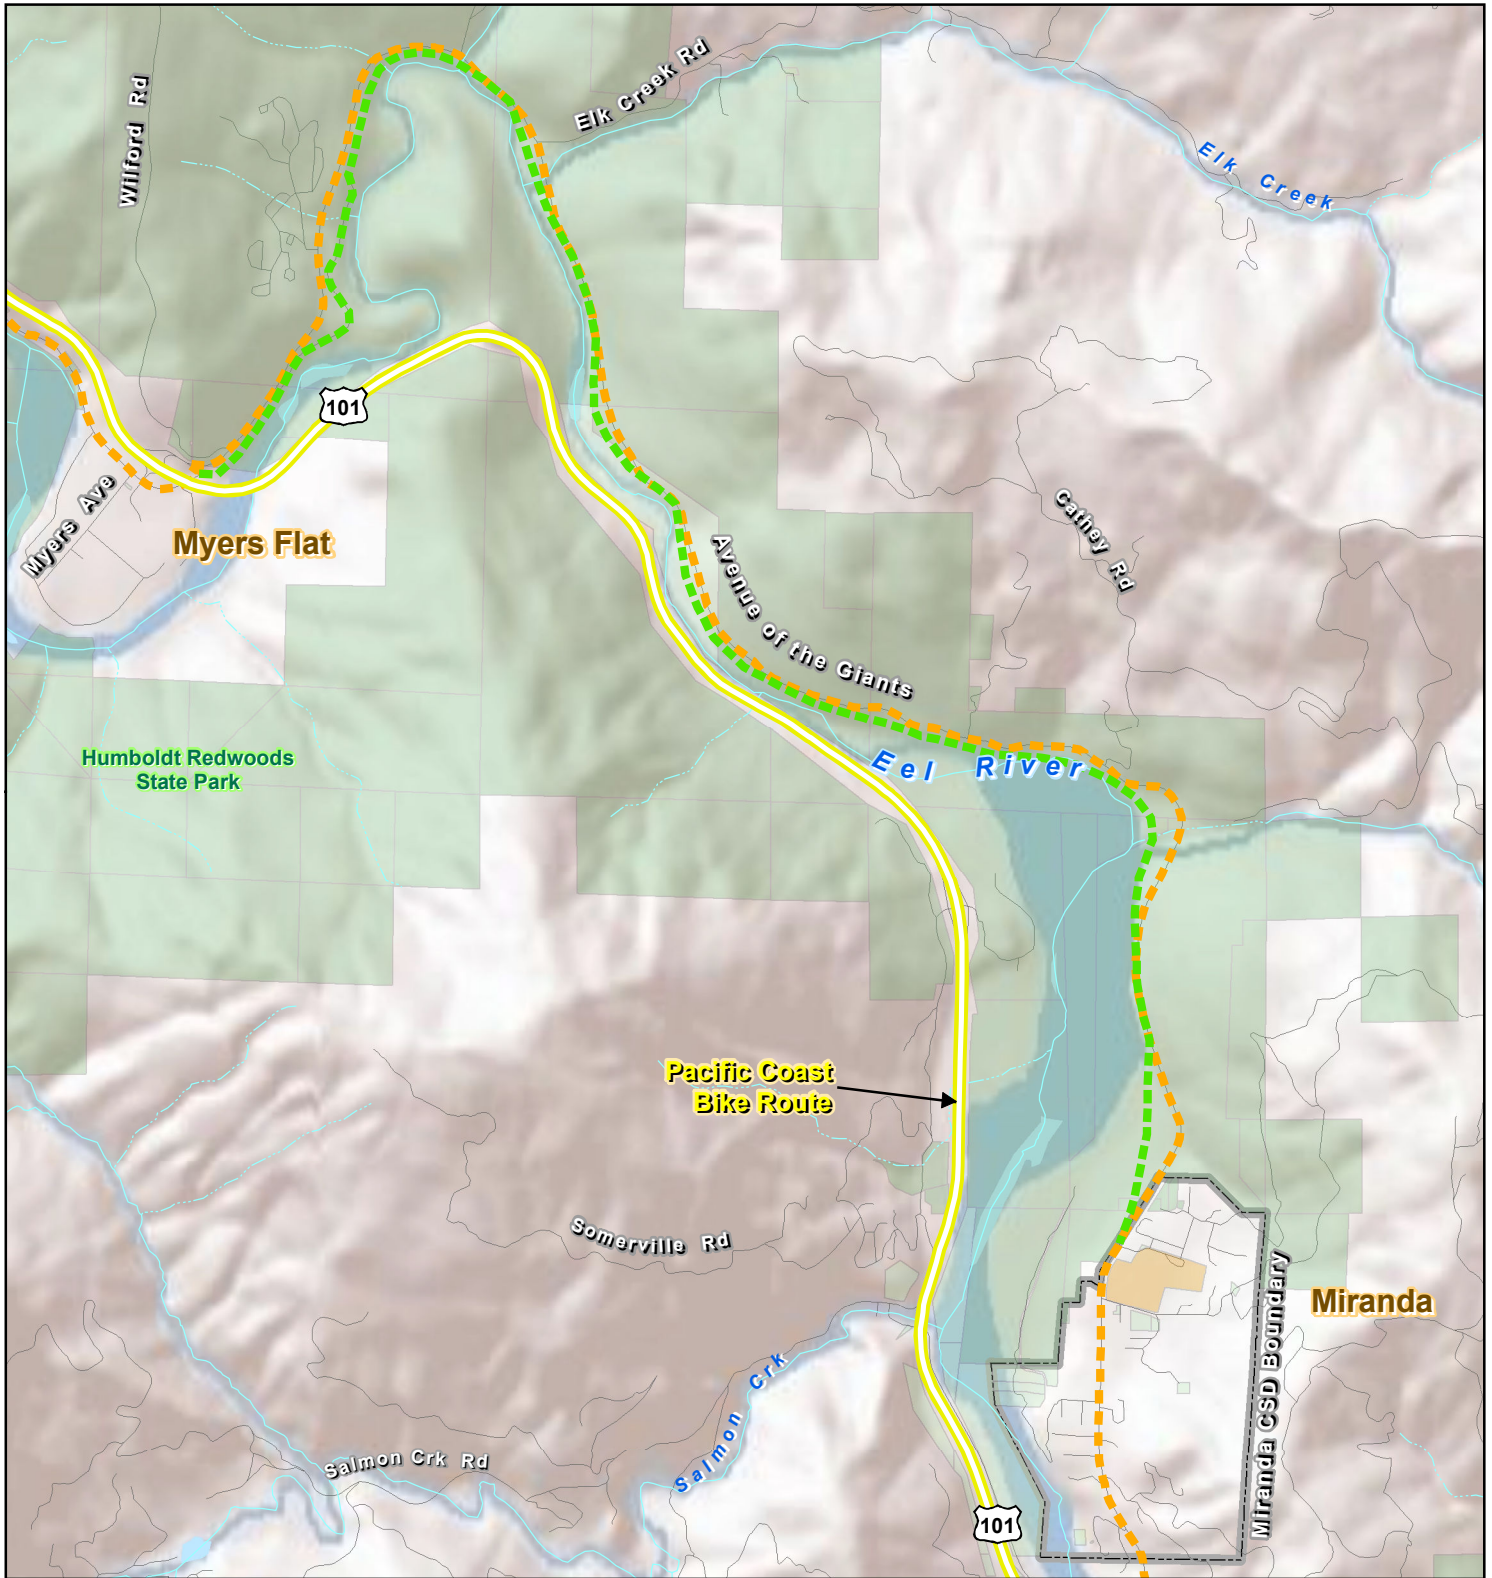 Wilford Rd
Elk Creek Rd
Elk Creek
101
Myers Ave
Myers Flat
Cathey Rd
Avenue of the Giants
Humboldt Redwoods
State Park
Eel River
Pacific Coast
Bike Route
Somerville Rd
Miranda
Miranda CSD Boundary
Salmon Crk
Salmon Crk Rd
101